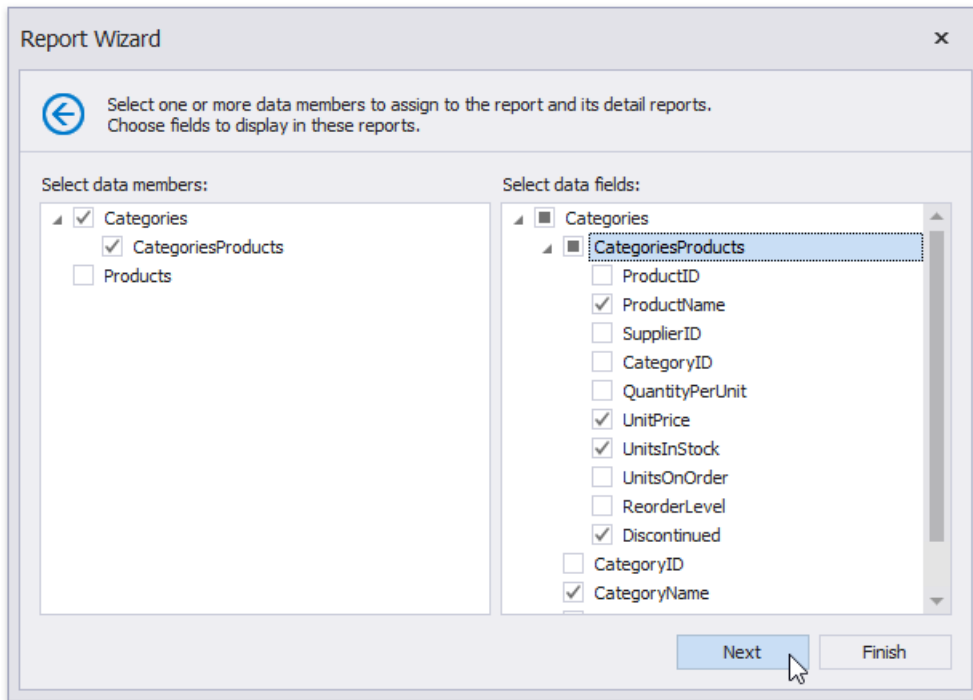 Report Wizard
Select one or more data members to assign to the report and its detail reports.
Choose fields to display in these reports.
Select data members:
Categories
CategoriesProducts
Products
Select data fields:
Categories
CategoriesProducts
ProductID
ProductName
SupplierID
CategoryID
QuantityPerUnit
UnitPrice
UnitsInStock
UnitsOnOrder
ReorderLevel
Discontinued
CategoryID
CategoryName
Next
Finish